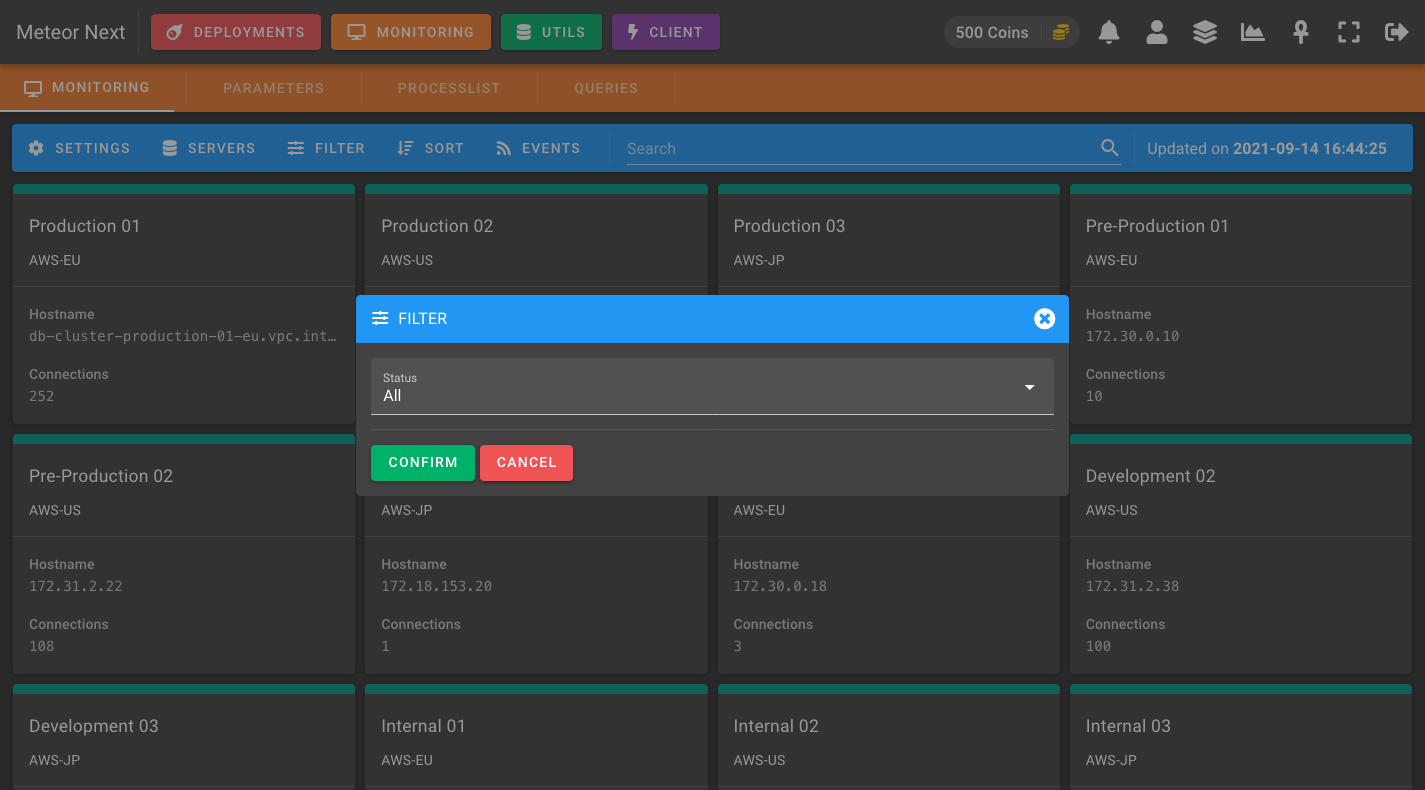 Meteor Next
DEPLOYMENTS
MONITORING
UTILS
CLIENT
500 Coins
MONITORING
PARAMETERS
PROCESSLIST
QUERIES
SETTINGS
SERVERS
FILTER
SORT
EVENTS
Search
Updated on 2021-09-14 16:44:25
Production 01
AWS-EU
Hostname
db-cluster-production-01-eu.vpc.int…
Connections
252
Production 02
AWS-US
Production 03
AWS-JP
Pre-Production 01
AWS-EU
Hostname
172.30.0.10
Connections
10
FILTER
Status
All
CONFIRM
CANCEL
Pre-Production 02
AWS-US
Hostname
172.31.2.22
Connections
108
AWS-JP
Hostname
172.18.153.20
Connections
1
AWS-EU
Hostname
172.30.0.18
Connections
3
Development 02
AWS-US
Hostname
172.31.2.38
Connections
100
Development 03
AWS-JP
Internal 01
AWS-EU
Internal 02
AWS-US
Internal 03
AWS-JP